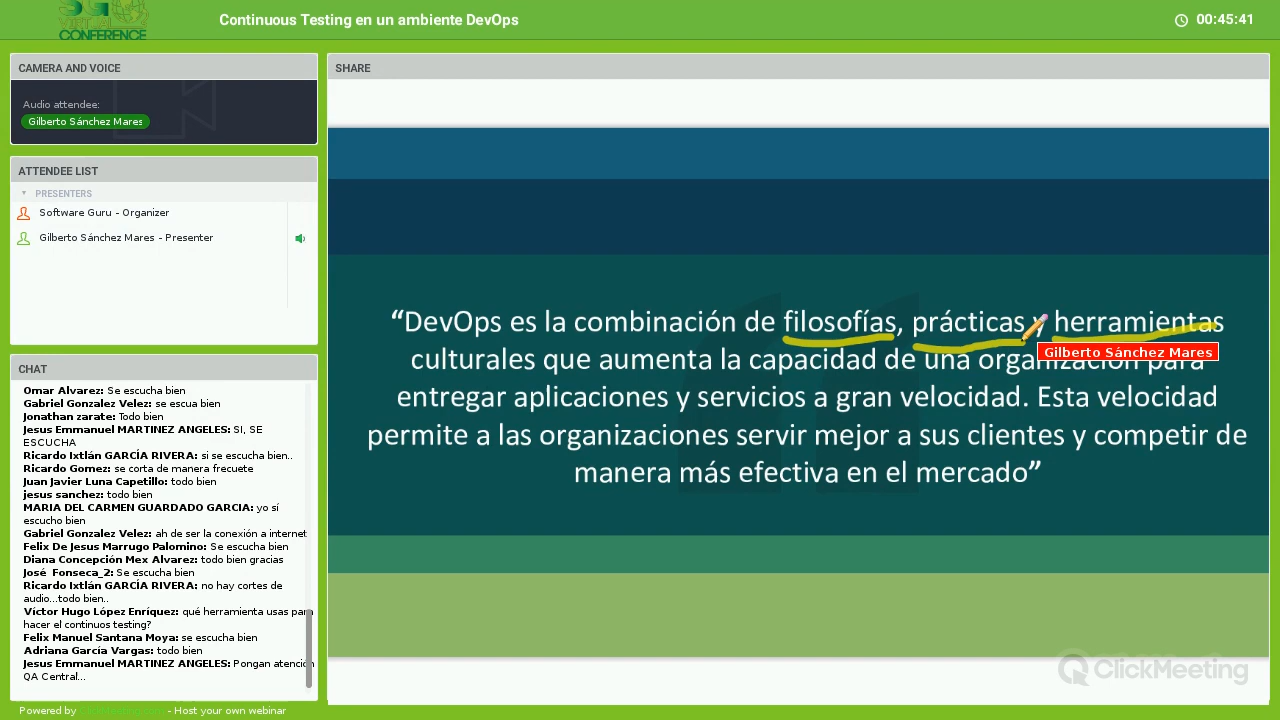 SG
VIRTUAL
CONFERENCE
Continuous Testing en un ambiente DevOps
00:45:41
CAMERA AND VOICE
Audio attendee:
Gilberto Sánchez Mares
ATTENDEE LIST
PRESENTERS
Software Guru - Organizer
Gilberto Sánchez Mares - Presenter
CHAT
Omar Alvarez: Se escucha bien
Gabriel Gonzalez Velez: se escua bien
Jonathan zarate: Todo bien
Jesus Emmanuel MARTINEZ ANGELES: SI, SE
ESCUCHA
Ricardo Ixtlán GARCÍA RIVERA: si se escucha bien..
Ricardo Gomez: se corta de manera frecuete
Juan Javier Luna Capetillo: todo bien
jesus sanchez: todo bien
MARIA DEL CARMEN GUARDADO GARCIA: yo sí
escucho bien
Gabriel Gonzalez Velez: ah de ser la conexión a internet
Felix De Jesus Marrugo Palomino: Se escucha bien
Diana Concepción Mex Alvarez: todo bien gracias
José Fonseca_2: Se escucha bien
Ricardo Ixtlán GARCÍA RIVERA: no hay cortes de
audio...todo bien..
Víctor Hugo López Enríquez: qué herramienta usas para
hacer el continuos testing?
Felix Manuel Santana Moya: se escucha bien
Adriana García Vargas: todo bien
Jesus Emmanuel MARTINEZ ANGELES: Pongan atención
QA Central...
Powered by - Host your own webinar
SHARE
“DevOps es la combinación de filosofías, prácticas y herramientas
culturales que aumenta la capacidad de una organización para
entregar aplicaciones y servicios a gran velocidad. Esta velocidad
permite a las organizaciones servir mejor a sus clientes y competir de
manera más efectiva en el mercado”
Gilberto Sánchez Mares
ClickMeeting